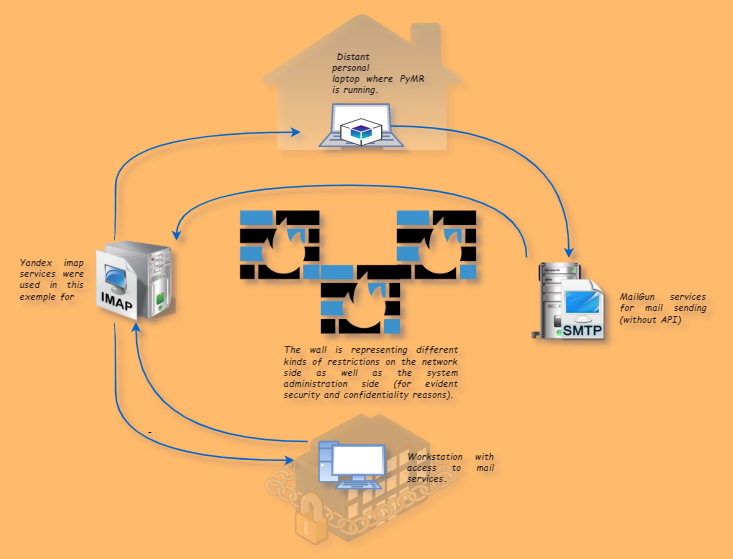 Distant
personal
laptop where PyMR
is running.
Yandex imap
services were
used in this
exemple for
IMAP
MailGun services
for mail sending
(without API)
SMTP
The wall is representing different
kinds of restrictions on the network
side as well as the system
administration side (for evident
security and confidentiality reasons).
-
Workstation with
access to mail
services.